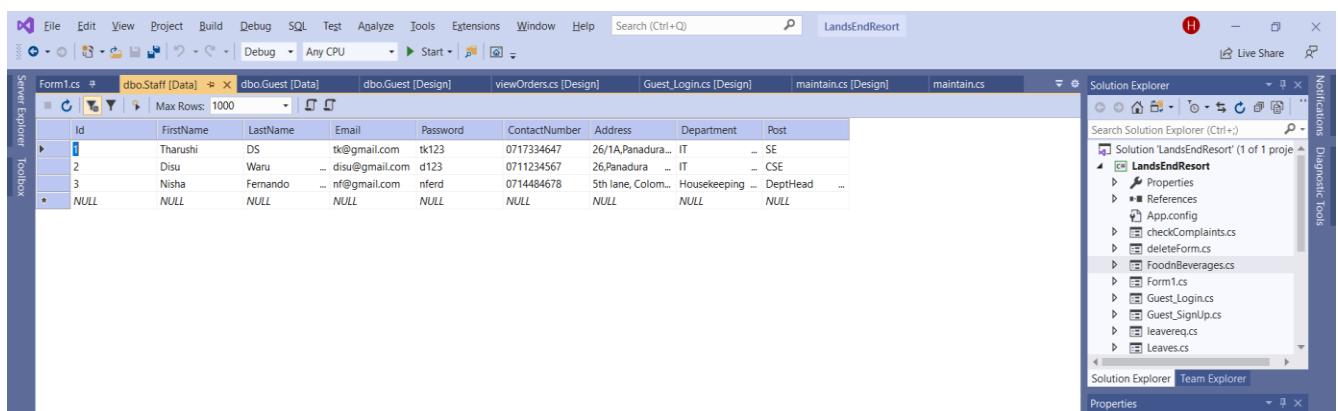 File Edit View Project Build Debug SQL Test Analyze Tools Extensions Window Help Search (Ctrl+Q) LandsEndResort H
Debug Any CPU Start Live Share
Server Explorer
Toolbox
Form1.cs dbo.Staff [Data] dbo.Guest [Data] dbo.Guest [Design] viewOrders.cs [Design] Guest_Login.cs [Design] maintain.cs [Design] maintain.cs
Max Rows: 1000
Id FirstName LastName Email Password ContactNumber Address Department Post
1 Tharushi DS tk@gmail.com tk123 0717334647 26/1A,Panadura... IT ... SE
2 Disu Waru ... disu@gmail.com d123 0711234567 26,Panadura ... IT ... CSE
3 Nisha Fernando ... nf@gmail.com nferd 0714484678 5th lane, Colom... Housekeeping ... DeptHead ...
NULL NULL NULL NULL NULL NULL NULL NULL NULL
Solution Explorer
Search Solution Explorer (Ctrl+;)
Solution 'LandsEndResort' (1 of 1 proje
C# LandsEndResort
Properties
References
App.config
checkComplaints.cs
deleteForm.cs
FoodnBeverages.cs
Form1.cs
Guest_Login.cs
Guest_SignUp.cs
leavereq.cs
Leaves.cs
Solution Explorer Team Explorer
Properties
Notifications
Diagnostic Tools